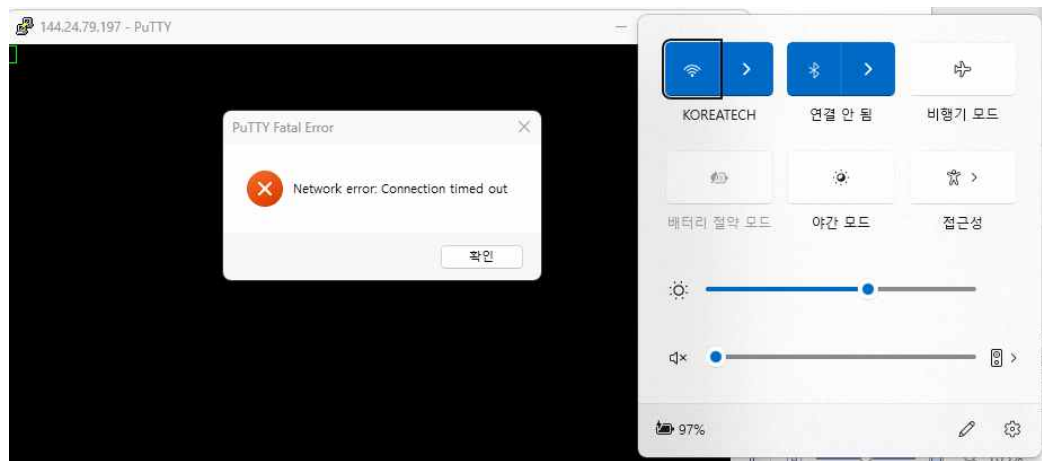 144.24.79.197 - PuTTY
PuTTY Fatal Error
Network error: Connection timed out
확인
KOREATECH
연결 안 됨
비행기 모드
배터리 절약 모드
야간 모드
접근성
97%